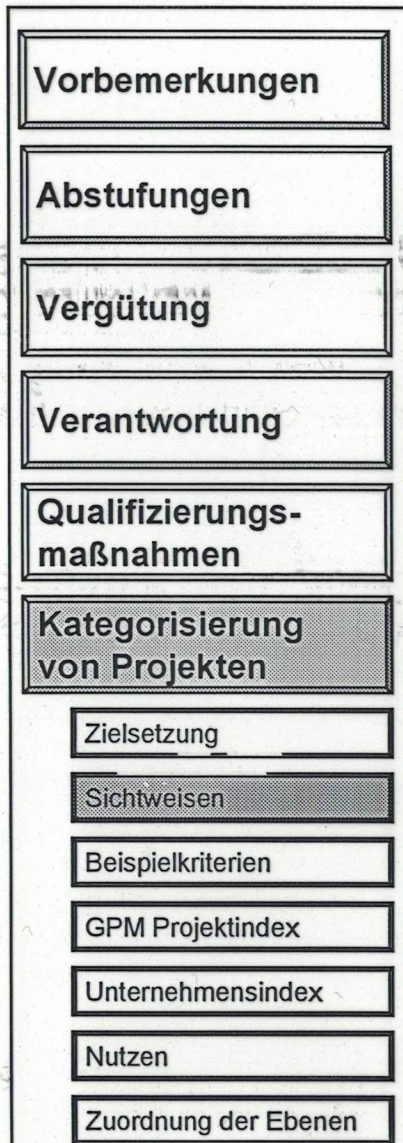 Vorbemerkungen
Abstufungen
Vergütung
Verantwortung
Qualifizierungs-
maßnahmen
Kategorisierung
von Projekten
Zielsetzung
Sichtweisen
Beispielkriterien
GPM Projektindex
Unternehmensindex
Nutzen
Zuordnung der Ebenen